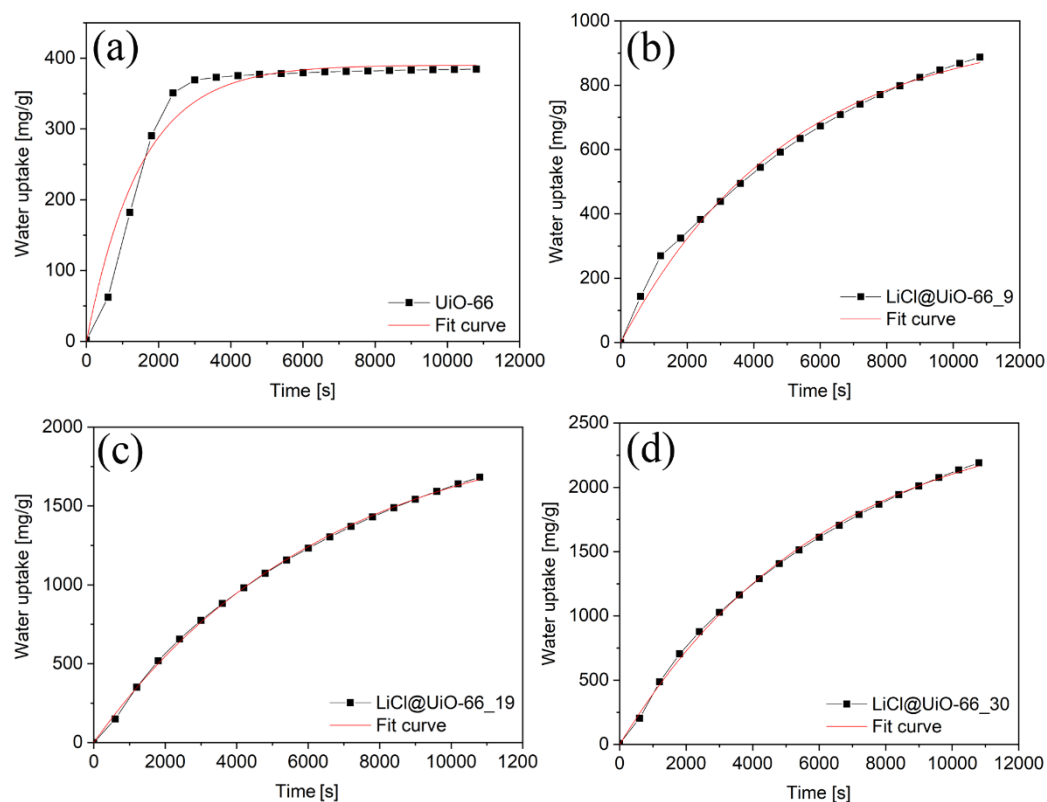 (a)
Water uptake [mg/g]
400
300
200
100
0
UiO-66
Fit curve
0 2000 4000 6000 8000 10000 12000
Time [s]
(b)
Water uptake [mg/g]
1000
800
600
400
200
0
LiCl@UiO-66_9
Fit curve
0 2000 4000 6000 8000 10000 12000
Time [s]
(c)
Water uptake [mg/g]
2000
1500
1000
500
0
LiCl@UiO-66_19
Fit curve
0 2000 4000 6000 8000 10000 1200
Time [s]
(d)
Water uptake [mg/g]
2500
2000
1500
1000
500
0
LiCl@UiO-66_30
Fit curve
0 2000 4000 6000 8000 10000 12000
Time [s]